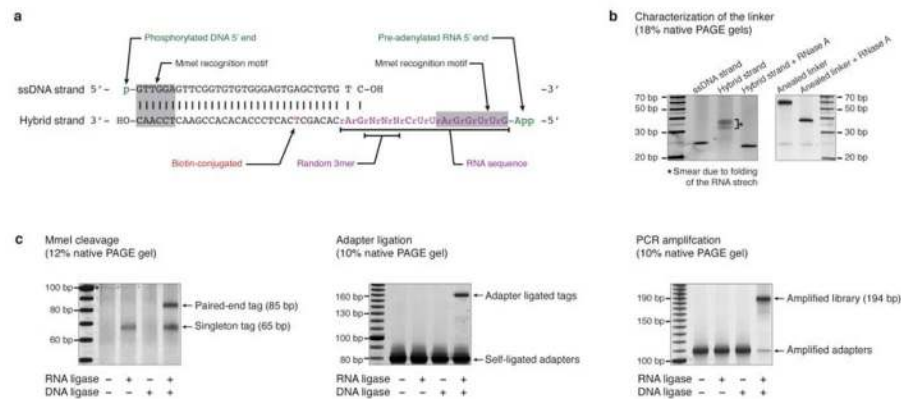 a
Phosphorylated DNA 5' end
Pre-adenylated RNA 5' end
MmeI recognition motif
MmeI recognition motif
ssDNA strand 5'- p-GTTGGAGTTCGGTGTGTGGGAGTGAGCTGTG T C-OH -3'
Hybrid strand 3'- HO-CAACCTCAAGCCACACACCCTCACTCGACACrArGrNrNrNrCrUrUrArGrGrUrUrG-App -5'
Biotin-conjugated
Random 3mer
RNA sequence
b
Characterization of the linker
(18% native PAGE gels)
ssDNA strand
Hybrid strand
Hybrid strand + RNase A
Anealed linker
Anealed linker + RNase A
70 bp
50 bp
30 bp
20 bp
70 bp
50 bp
30 bp
20 bp
*
* Smear due to folding
of the RNA strech
c
MmeI cleavage
(12% native PAGE gel)
100 bp
80 bp
60 bp
Paired-end tag (85 bp)
Singleton tag (65 bp)
RNA ligase - + - +
DNA ligase - - + +
Adapter ligation
(10% native PAGE gel)
160 bp
130 bp
100 bp
80 bp
Adapter ligated tags
Self-ligated adapters
RNA ligase - + - +
DNA ligase - - + +
PCR amplifcation
(10% native PAGE gel)
190 bp
150 bp
100 bp
Amplified library (194 bp)
Amplified adapters
RNA ligase - + - +
DNA ligase - - + +